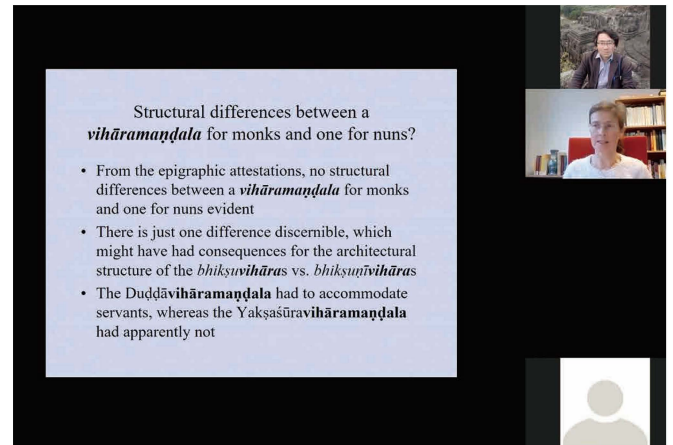 Structural differences between a
vihāramaṇḍala for monks and one for nuns?
• From the epigraphic attestations, no structural
differences between a vihāramaṇḍala for monks
and one for nuns evident
• There is just one difference discernible, which
might have had consequences for the architectural
structure of the bhikṣuvihāras vs. bhikṣuṇīvihāras
• The Duḍḍāvihāramaṇḍala had to accommodate
servants, whereas the Yakṣaśūravihāramaṇḍala
had apparently not